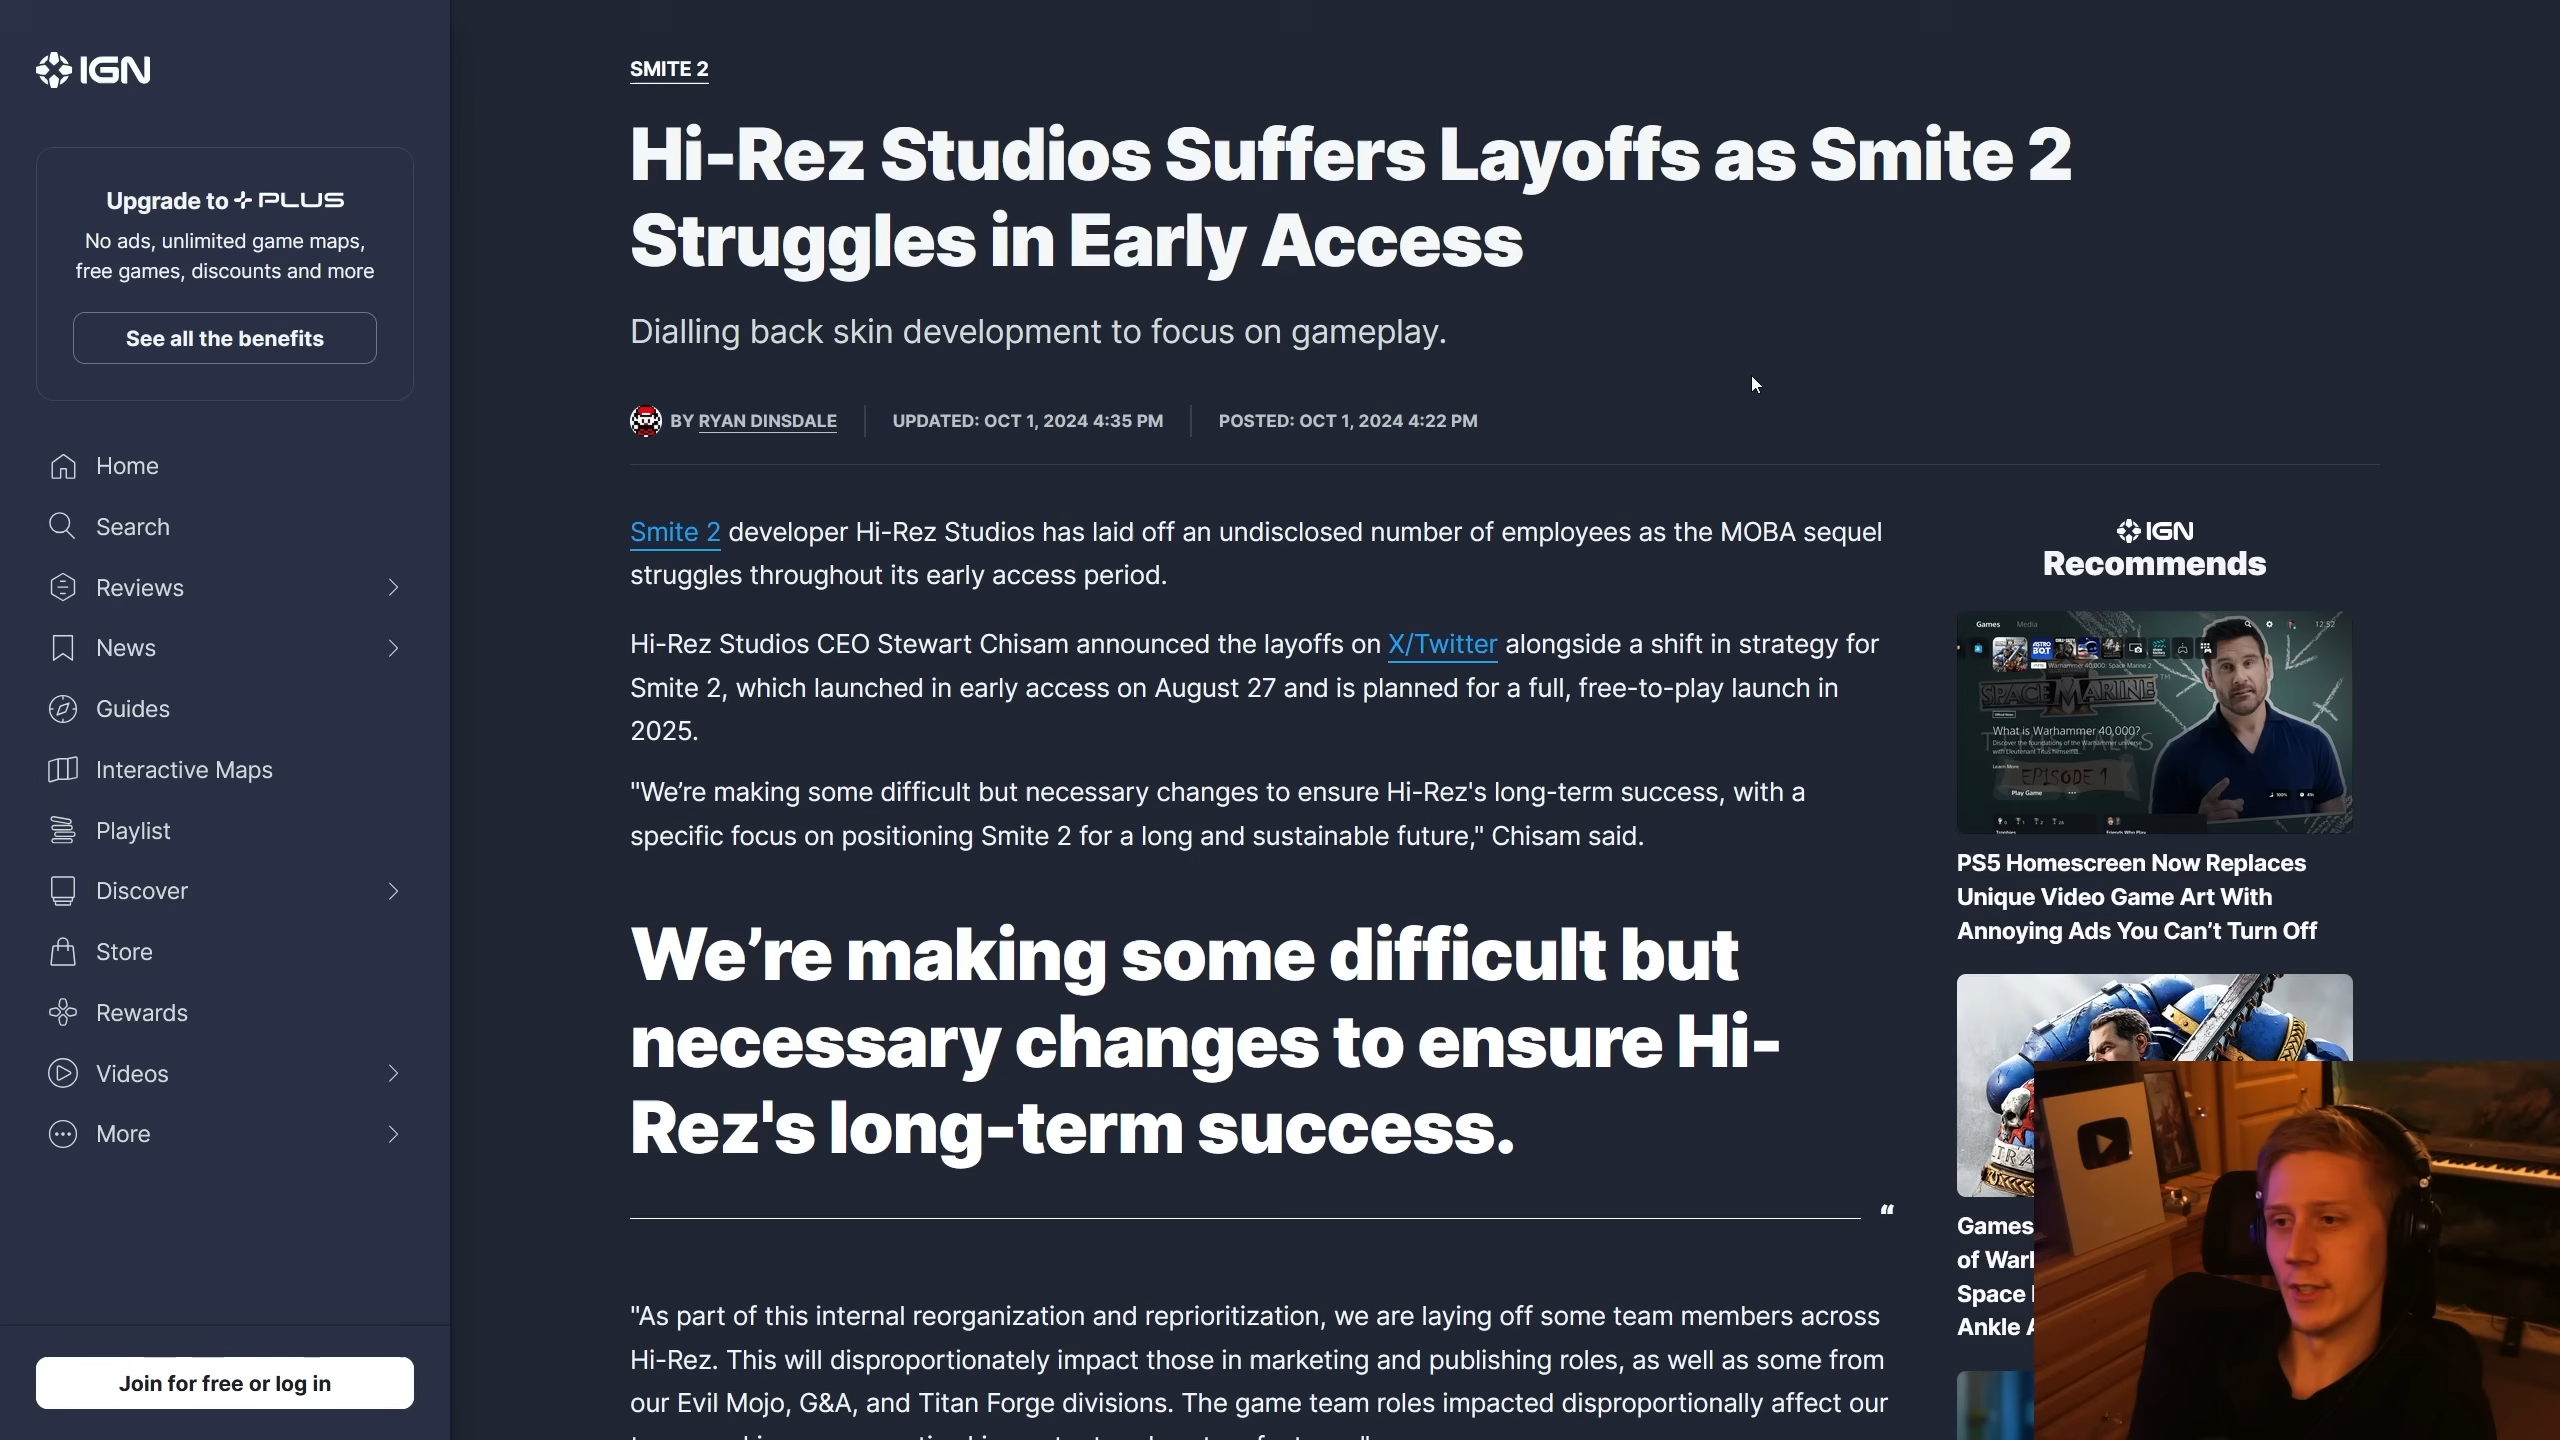 IGN
Upgrade to PLUS
No ads, unlimited game maps,
free games, discounts and more
See all the benefits
Home
Search
Reviews
News
Guides
Interactive Maps
Playlist
Discover
Store
Rewards
Videos
More
Join for free or log in
SMITE 2
Hi-Rez Studios Suffers Layoffs as Smite 2
Struggles in Early Access
Dialling back skin development to focus on gameplay.
BY RYAN DINSDALE
UPDATED: OCT 1, 2024 4:35 PM
POSTED: OCT 1, 2024 4:22 PM
Smite 2 developer Hi-Rez Studios has laid off an undisclosed number of employees as the MOBA sequel
struggles throughout its early access period.
Hi-Rez Studios CEO Stewart Chisam announced the layoffs on X/Twitter alongside a shift in strategy for
Smite 2, which launched in early access on August 27 and is planned for a full, free-to-play launch in
2025.
"We’re making some difficult but necessary changes to ensure Hi-Rez's long-term success, with a
specific focus on positioning Smite 2 for a long and sustainable future," Chisam said.
We’re making some difficult but
necessary changes to ensure Hi-
Rez's long-term success.
“
"As part of this internal reorganization and reprioritization, we are laying off some team members across
Hi-Rez. This will disproportionately impact those in marketing and publishing roles, as well as some from
our Evil Mojo, G&A, and Titan Forge divisions. The game team roles impacted disproportionally affect our
IGN
Recommends
Games Media
12:52
Warhammer 40,000: Space Marine 2
SPACE MARINE
What is Warhammer 40,000?
EPISODE 1
Play Game
PS5 Homescreen Now Replaces
Unique Video Game Art With
Annoying Ads You Can’t Turn Off
Games
of
Space
Ankle